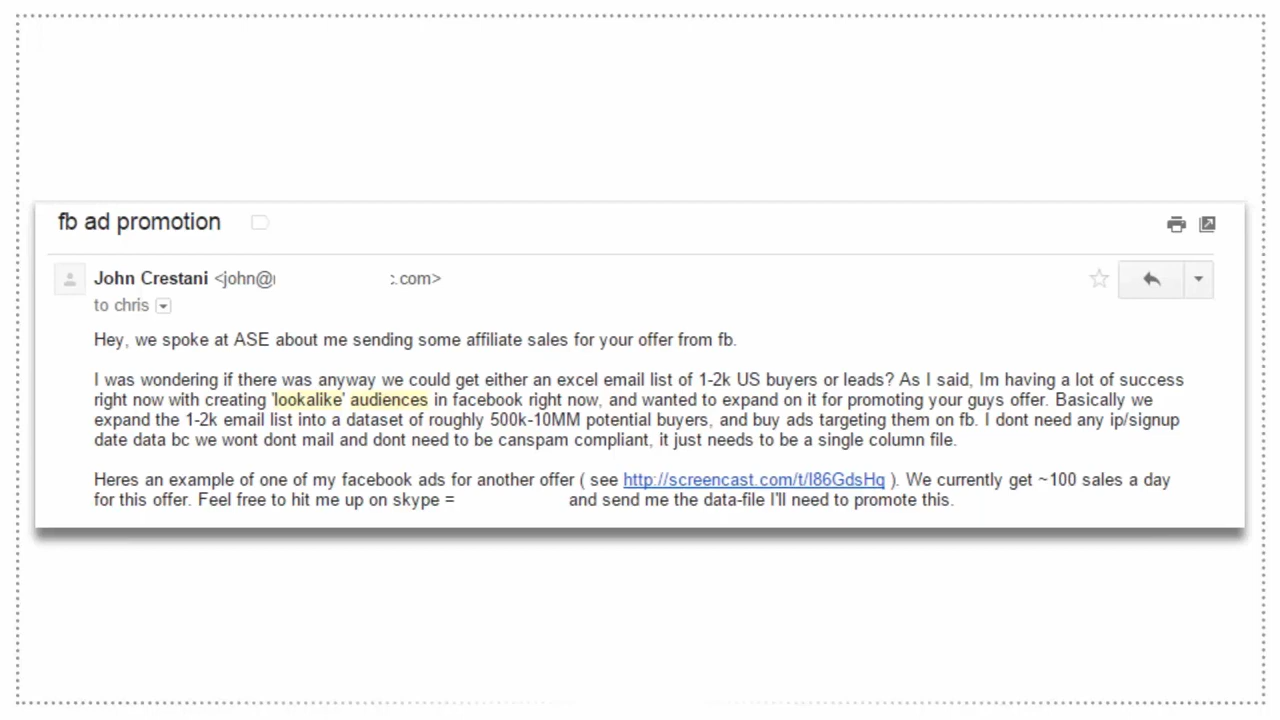 fb ad promotion
John Crestani <john@ .com>
to chris
Hey, we spoke at ASE about me sending some affiliate sales for your offer from fb.
I was wondering if there was anyway we could get either an excel email list of 1-2k US buyers or leads? As I said, Im having a lot of success
right now with creating 'lookalike' audiences in facebook right now, and wanted to expand on it for promoting your guys offer. Basically we
expand the 1-2k email list into a dataset of roughly 500k-10MM potential buyers, and buy ads targeting them on fb. I dont need any ip/signup
date data bc we wont dont mail and dont need to be canspam compliant, it just needs to be a single column file.
Heres an example of one of my facebook ads for another offer ( see http://screencast.com/t/I86GdsHq ). We currently get ~100 sales a day
for this offer. Feel free to hit me up on skype = and send me the data-file I'll need to promote this.